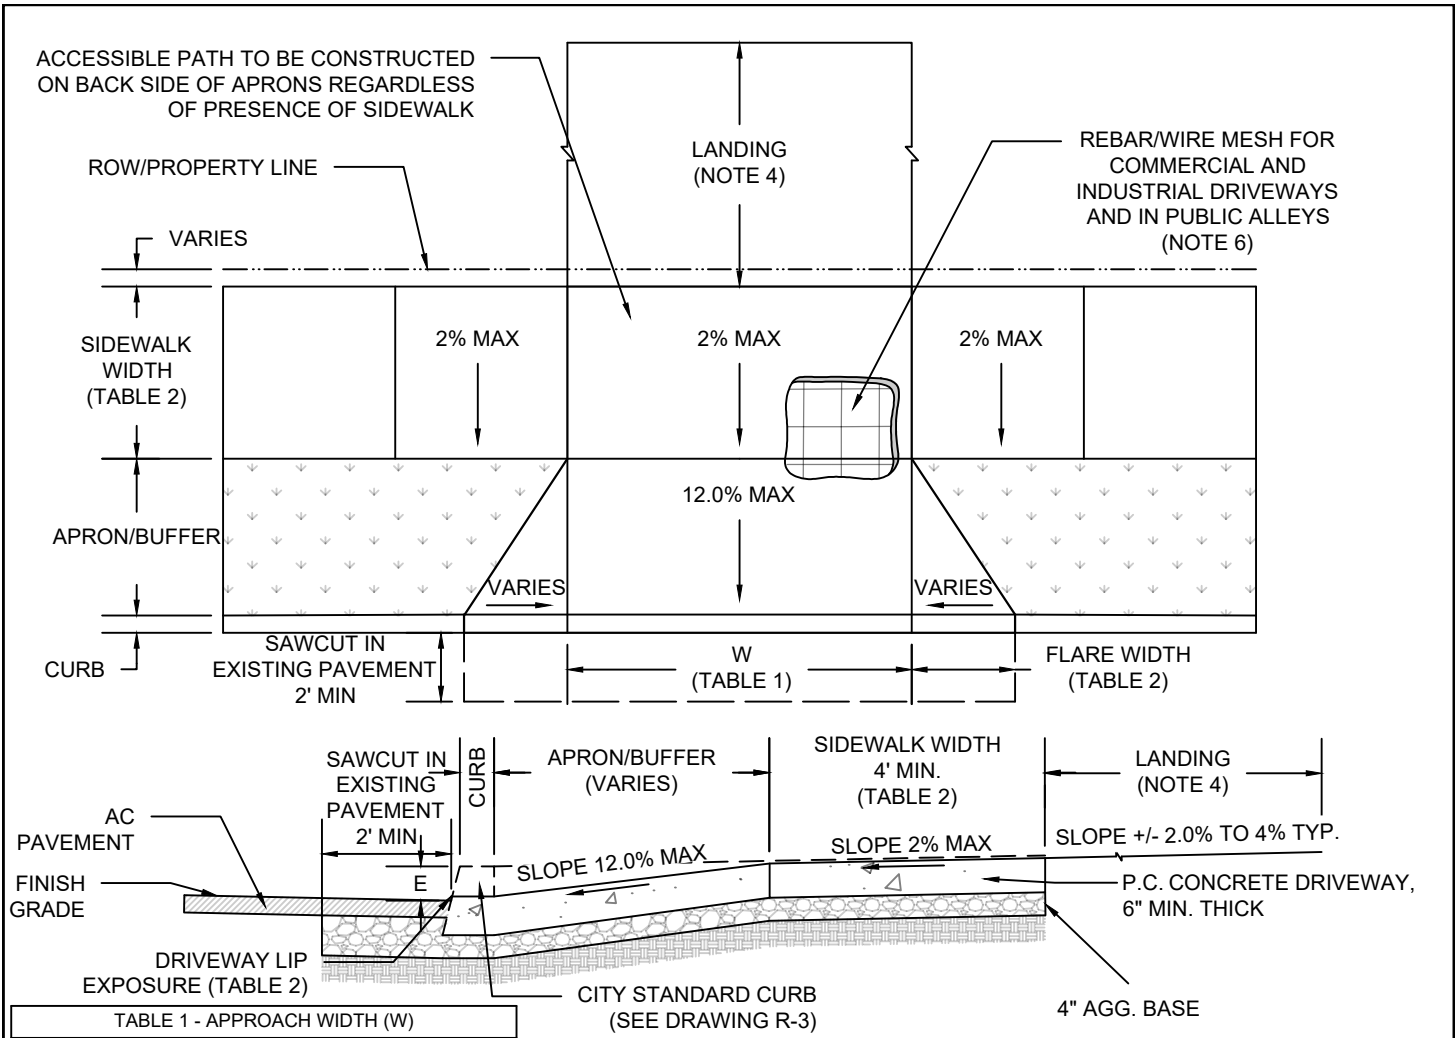 ACCESSIBLE PATH TO BE CONSTRUCTED
ON BACK SIDE OF APRONS REGARDLESS
OF PRESENCE OF SIDEWALK
ROW/PROPERTY LINE
VARIES
LANDING
(NOTE 4)
REBAR/WIRE MESH FOR
COMMERCIAL AND
INDUSTRIAL DRIVEWAYS
AND IN PUBLIC ALLEYS
(NOTE 6)
SIDEWALK
WIDTH
(TABLE 2)
2% MAX
2% MAX
2% MAX
APRON/BUFFER
12.0% MAX
VARIES
VARIES
CURB
SAWCUT IN
EXISTING PAVEMENT
2' MIN
W
(TABLE 1)
FLARE WIDTH
(TABLE 2)
SAWCUT IN
EXISTING
PAVEMENT
2' MIN
CURB
APRON/BUFFER
(VARIES)
SIDEWALK WIDTH
4' MIN.
(TABLE 2)
LANDING
(NOTE 4)
AC
PAVEMENT
FINISH
GRADE
E
SLOPE 12.0% MAX
SLOPE 2% MAX
SLOPE +/- 2.0% TO 4% TYP.
P.C. CONCRETE DRIVEWAY,
6" MIN. THICK
DRIVEWAY LIP
EXPOSURE (TABLE 2)
CITY STANDARD CURB
(SEE DRAWING R-3)
4" AGG. BASE
TABLE 1 - APPROACH WIDTH (W)